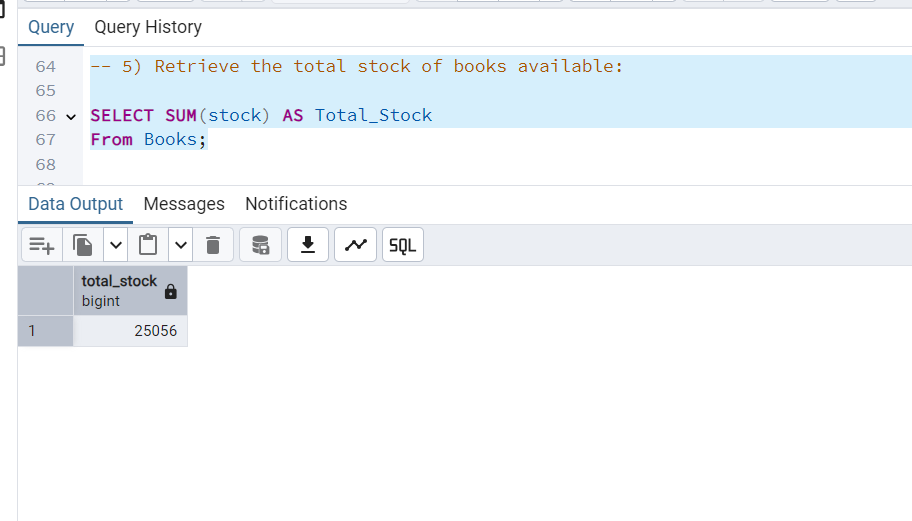 Query Query History
64 -- 5) Retrieve the total stock of books available:
65
66 SELECT SUM(stock) AS Total_Stock
67 From Books;
68
Data Output Messages Notifications
SQL
total_stock
bigint
1 25056